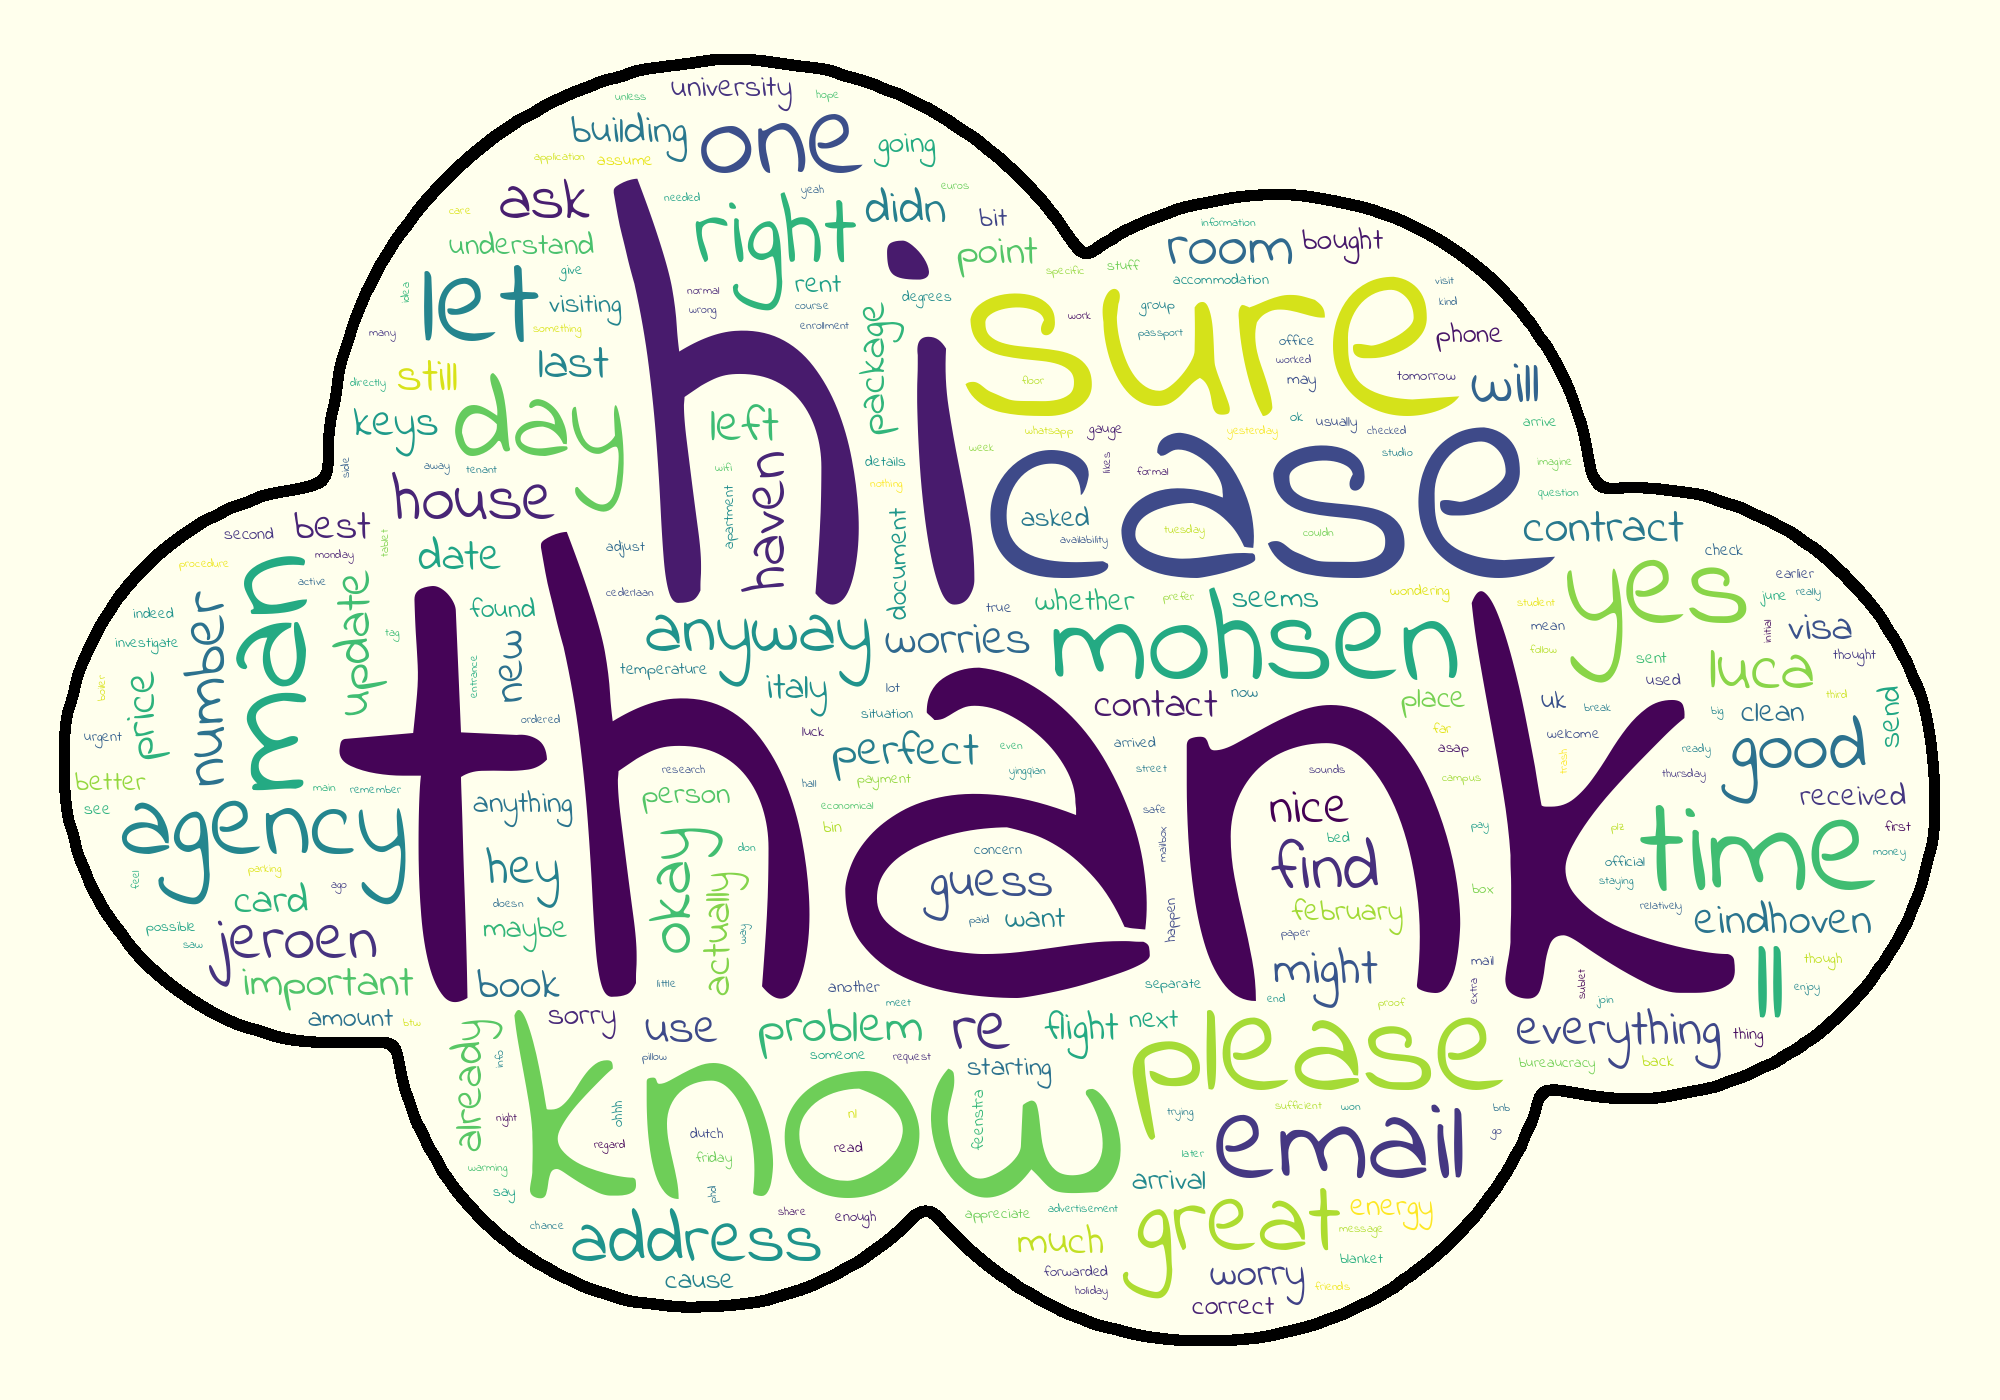 university
unless
hope
building
one
going
application
assume
ask
needed
yeah
euros
care
right
didn
bit
understand
hi
point
information
room
bought
let
give
visiting
idea
normal
rent
wrong
course
degrees
specific
stuff
accommodation
visit
kind
many
something
enrollment
package
sure
work
group
passport
phone
last
office
worked
directly
still
floor
may
tomorrow
will
keys
day
left
whatsapp
gauge
yesterday
ok
usually
checked
arrive
side
away
tenant
wifi
haven
details
week
case
likes
formal
studio
imagine
house
nothing
question
second
best
apartment
document
asked
availability
tuesday
couldn
contract
monday
tablet
date
adjust
check
procedure
man
active
update
cederlaan
yes
earlier
indeed
number
found
true
whether
prefer
seems
wondering
student
june
really
investigate
tag
new
anyway
worries
mohsen
mean
initial
visa
temperature
follow
sent
thought
boiler
price
entrance
italy
lot
contact
now
place
luca
used
third
send
urgent
ordered
situation
luck
uk
break
big
clean
far
thank
perfect
even
arrived
asap
welcome
ready
good
better
main
remember
research
hall
payment
yingqian
street
sounds
campus
trash
thursday
see
agency
anything
person
economical
safe
nice
received
bin
bed
pay
ple
time
first
concern
mailbox
feel
parking
ago
hey
okay
don
guess
find
official
money
card
doesn
actually
paid
want
box
staying
possible
saw
jeroen
maybe
way
happen
february
paper
relatively
eindhoven
important
book
little
another
separate
might
mail
extra
sublet
ll
though
enjoy
amount
btw
sorry
meet
end
proof
join
already
info
use
problem
re
flight
next
please
everything
thing
pillow
someone
request
starting
bureaucracy
back
know
ohhh
nl
feenstra
trying
sufficient
won
bnb
night
regard
dutch
read
email
go
warming
friday
later
say
phd
arrival
chance
share
enough
appreciate
advertisement
great
energy
address
much
message
cause
forwarded
blanket
holiday
worry
friends
correct